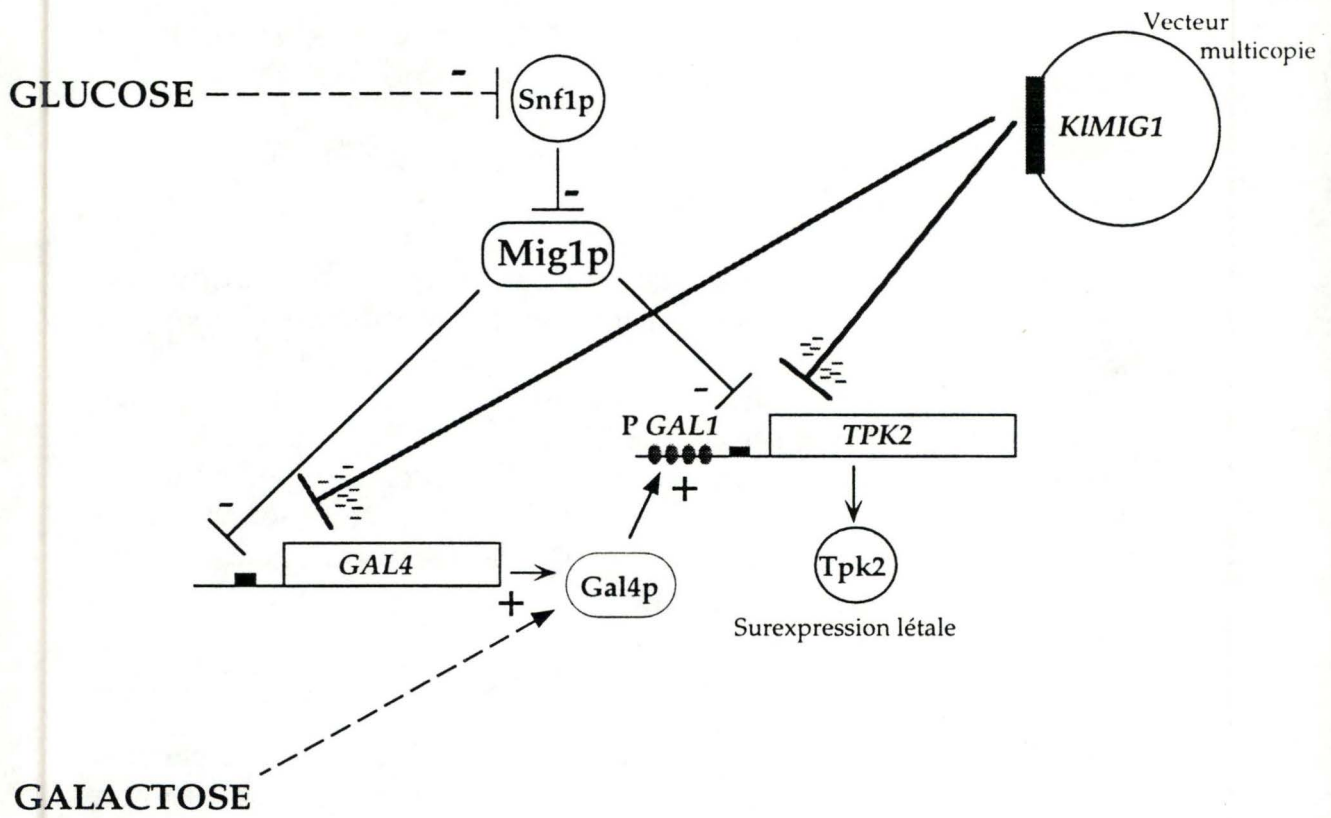 Vecteur
multicopie
GLUCOSE
-
Snf1p
KlMIG1
-
Mig1p
-
P GAL1
TPK2
+
-
GAL4
+
Gal4p
Tpk2
Surexpression létale
GALACTOSE